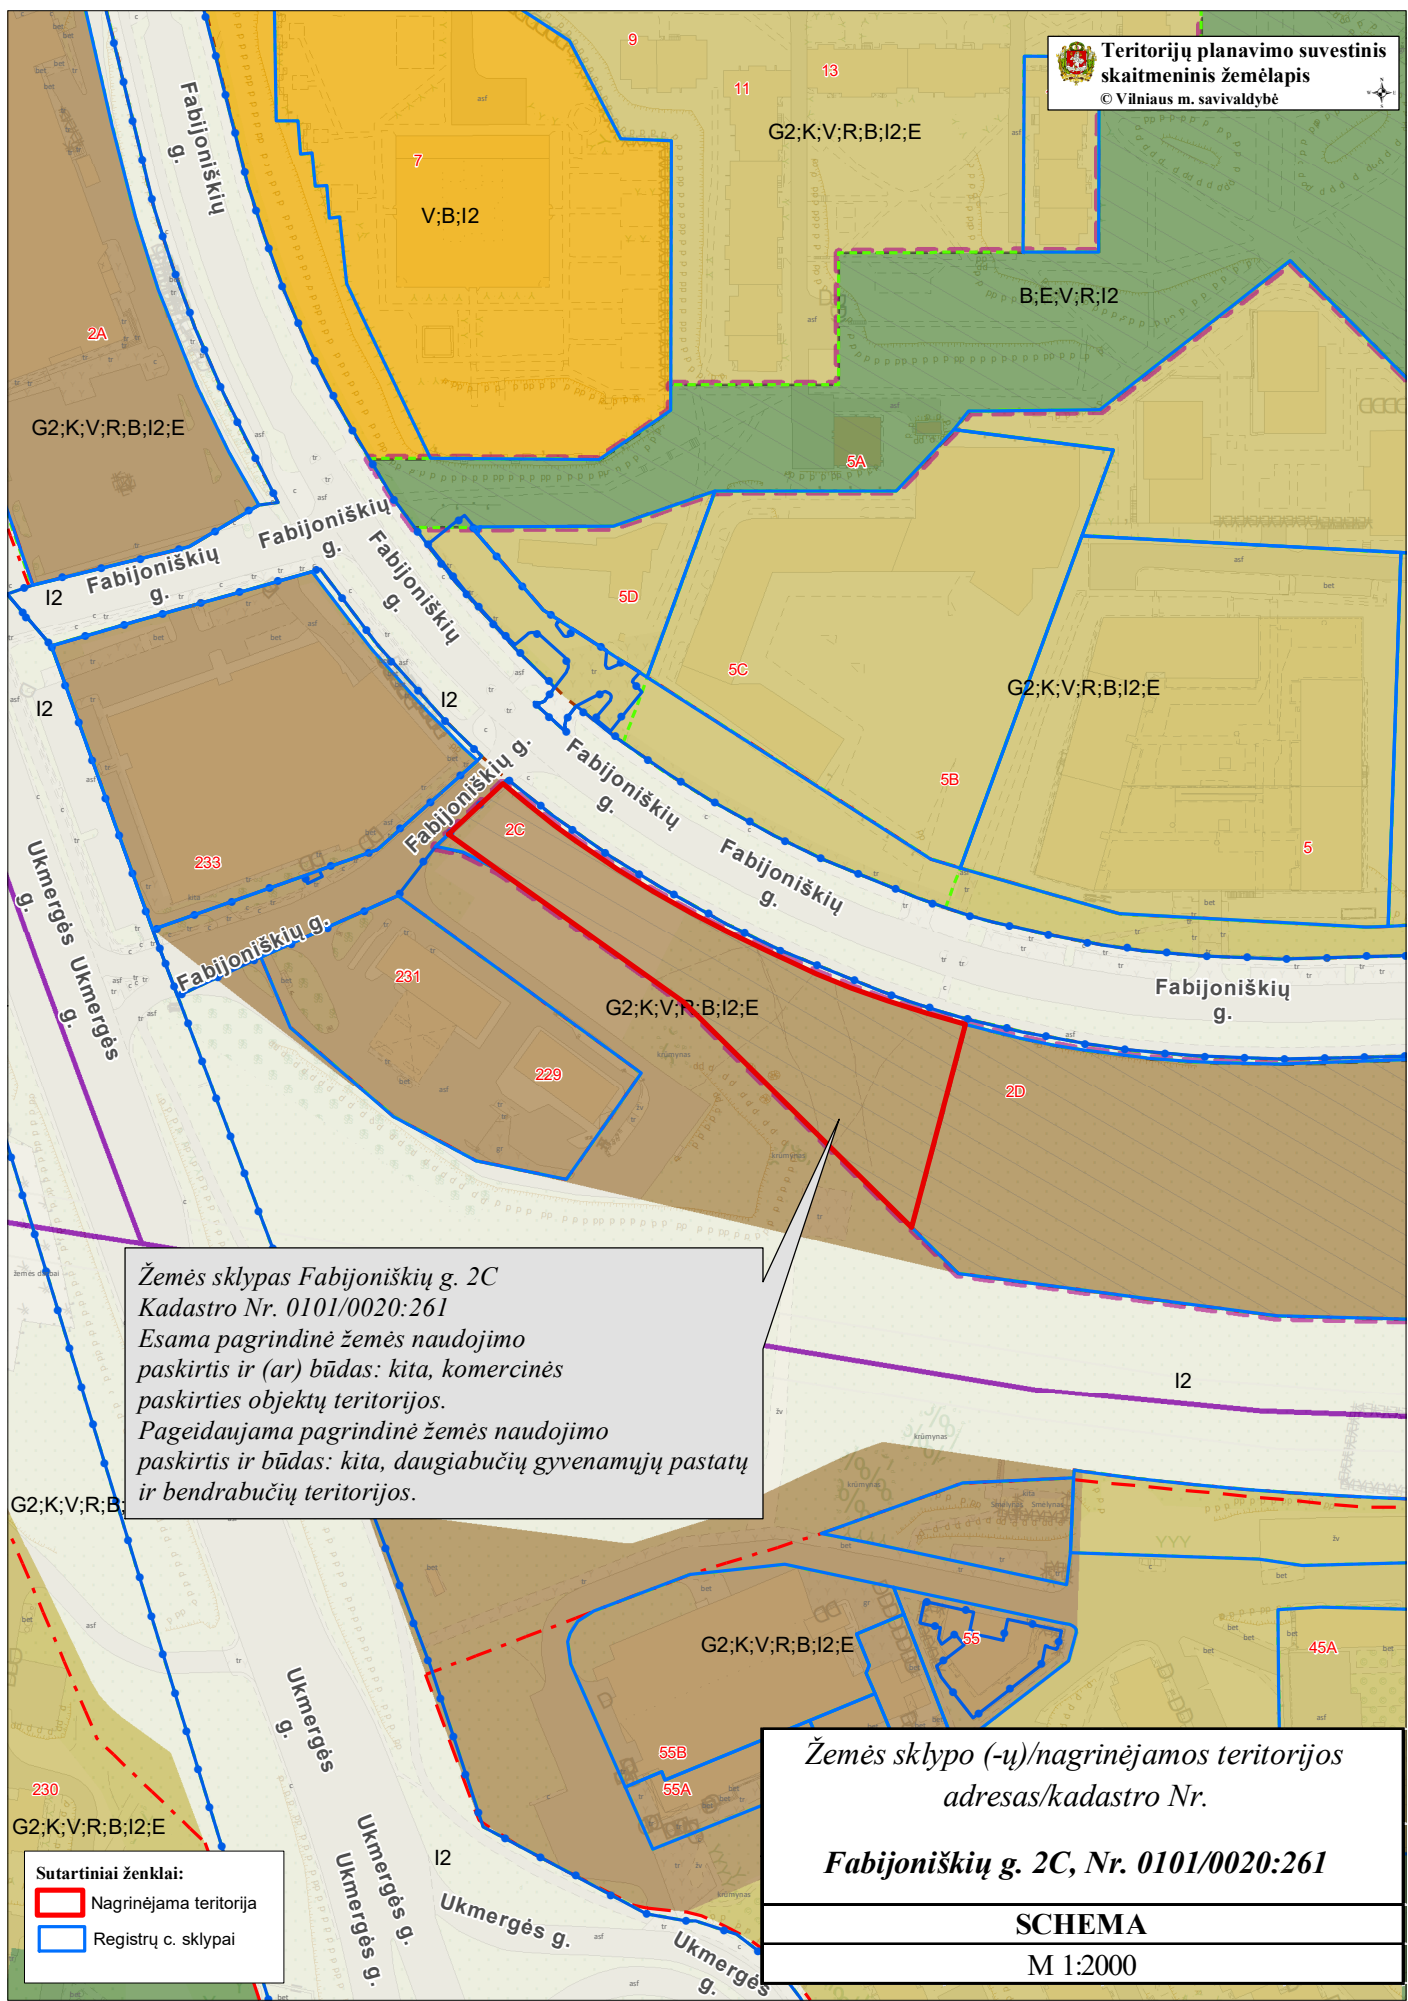 Teritorijų planavimo suvestinis
skaitmeninis žemėlapis
© Vilniaus m. savivaldybė
9
11
13
G2;K;V;R;B;I2;E
7
V;B;I2
Fabijoniškių
g.
B;E;V;R;I2
2A
G2;K;V;R;B;I2;E
5A
Fabijoniškių
g.
Fabijoniškių
g.
Fabijoniškių
g.
I2
5D
5C
G2;K;V;R;B;I2;E
I2
I2
Fabijoniškių g.
Fabijoniškių
g.
5B
2C
5
233
Fabijoniškių
g.
Ukmergės
g.
Ukmergės
g.
Fabijoniškių g.
231
G2;K;V;R;B;I2;E
Fabijoniškių
g.
229
2D
Žemės sklypas Fabijoniškių g. 2C
Kadastro Nr. 0101/0020:261
Esama pagrindinė žemės naudojimo
paskirtis ir (ar) būdas: kita, komercinės
paskirties objektų teritorijos.
Pageidaujama pagrindinė žemės naudojimo
paskirtis ir būdas: kita, daugiabučių gyvenamųjų pastatų
ir bendrabučių teritorijos.
I2
G2;K;V;R;B;
G2;K;V;R;B;I2;E
55
45A
Ukmergės
g.
55B
55A
230
G2;K;V;R;B;I2;E
Ukmergės g.
Ukmergės g.
I2
Ukmergės g.
Ukmergės
g.
Sutartiniai ženklai:
Nagrinėjama teritorija
Registrų c. sklypai
Žemės sklypo (-ų)/nagrinėjamos teritorijos
adresas/kadastro Nr.
Fabijoniškių g. 2C, Nr. 0101/0020:261
SCHEMA
M 1:2000